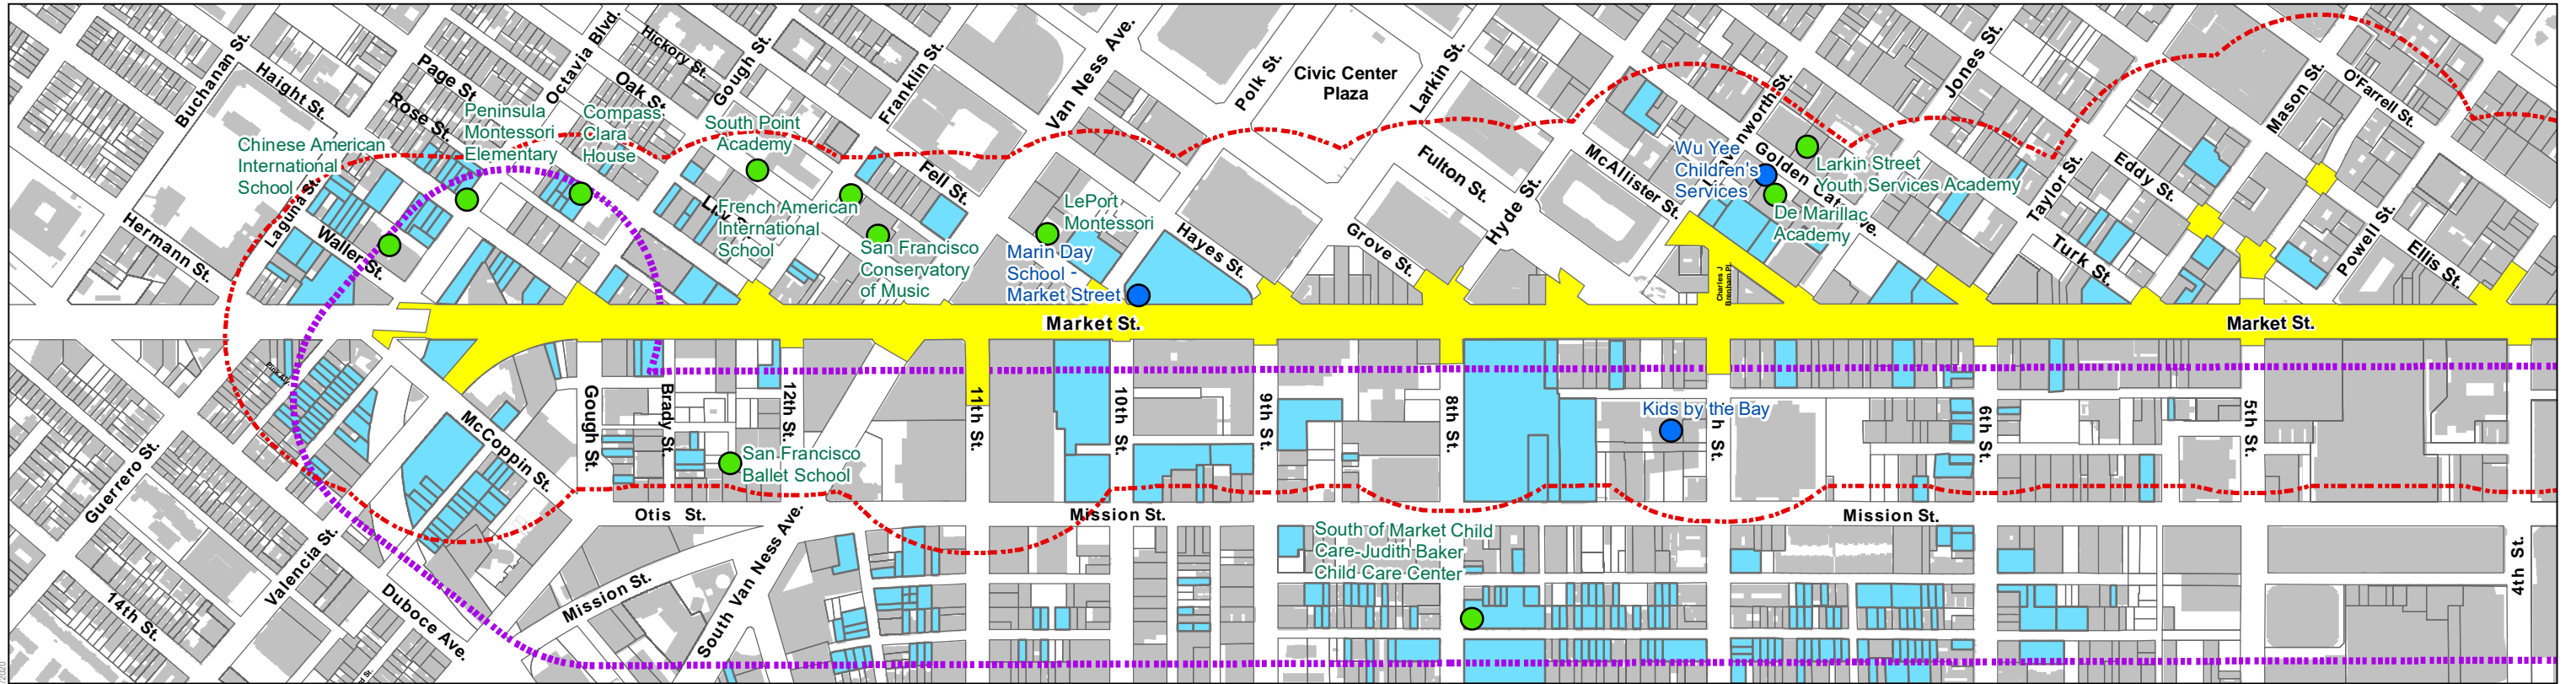 Buchanan St.
Haight St.
Page St.
Rose St.
Octavia Blvd.
Hickory St.
Oak St.
Gough St.
Franklin St.
Van Ness Ave.
Polk St.
Civic Center
Plaza
Larkin St.
Jones St.
Mason St.
O'Farrell St.
Peninsula
Montessori
Elementary
Compass
Clara
House
South Point
Academy
Chinese American
International
School
Laguna St.
Hermann St.
Waller St.
French American
International
School
Fell St.
San Francisco
Conservatory
of Music
LePort
Montessori
Marin Day
School -
Market Street
Hayes St.
Grove St.
Fulton St.
Hyde St.
McAllister St.
Wu Yee
Children's
Services
Golden
Ave.
Larkin Street
Youth Services Academy
De Marillac
Academy
Taylor St.
Eddy St.
Turk St.
Powell St.
Ellis St.
Charles J
Brenham Pl
Market St.
Market St.
McCoppin St.
Gough St.
Brady St.
12th St.
11th St.
10th St.
9th St.
8th St.
Kids by the Bay
6th St.
5th St.
4th St.
San Francisco
Ballet School
Guerrero St.
Valencia St.
14th St.
Duboce Ave.
Otis St.
Mission St.
South Van Ness Ave.
Mission St.
South of Market Child
Care-Judith Baker
Child Care Center
Mission St.